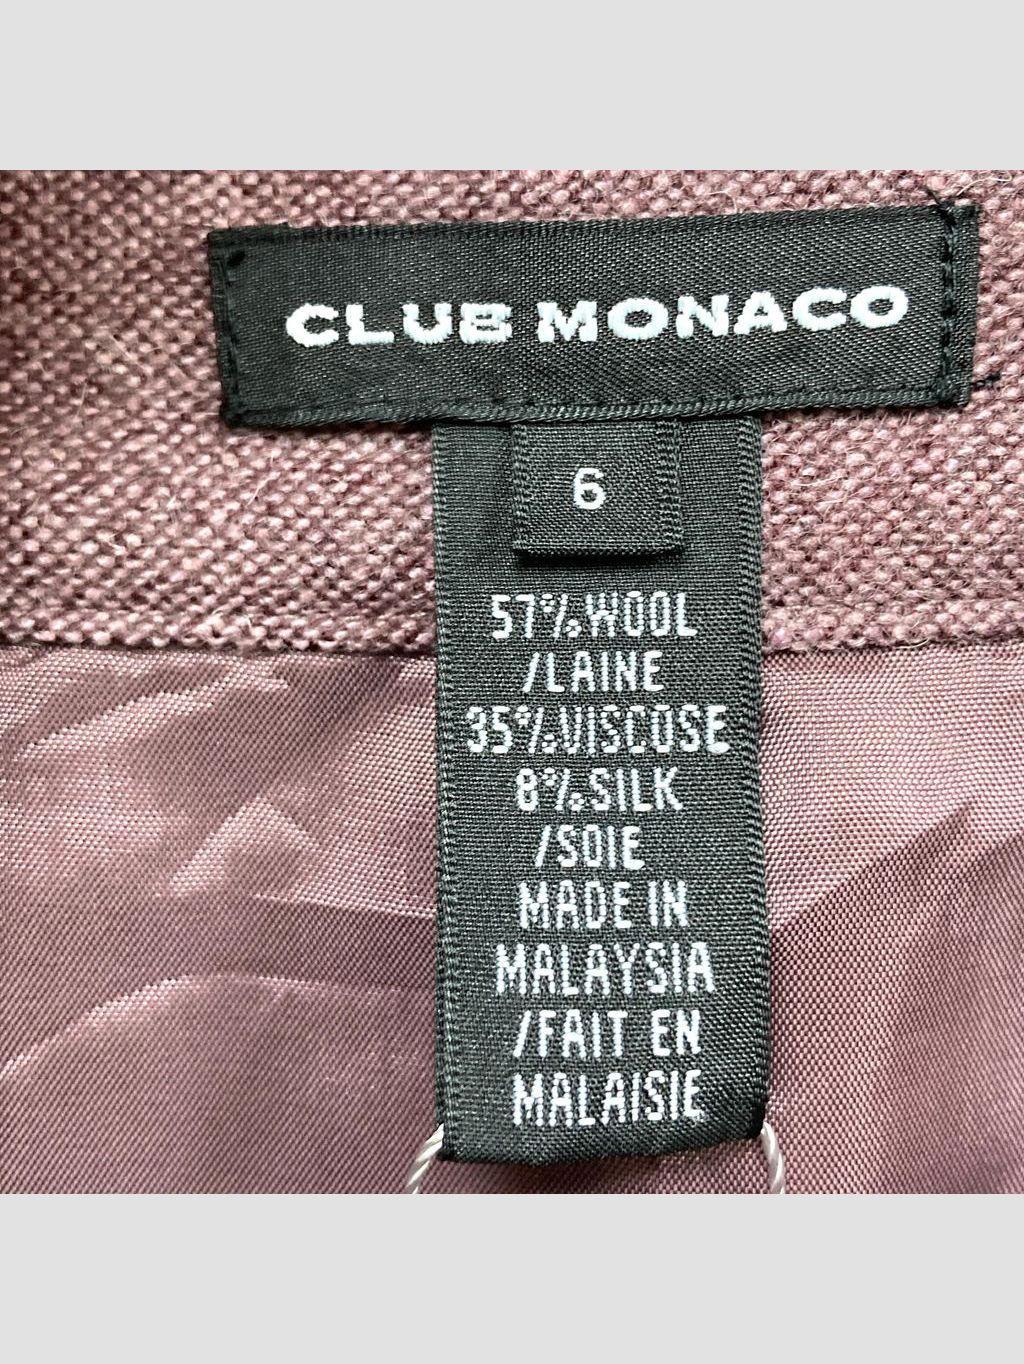 CLUB MONACO
6
57% WOOL
/LAINE
35% VISCOSE
8% SILK
/SOIE
MADE IN
MALAYSIA
/FAIT EN
MALAISIE